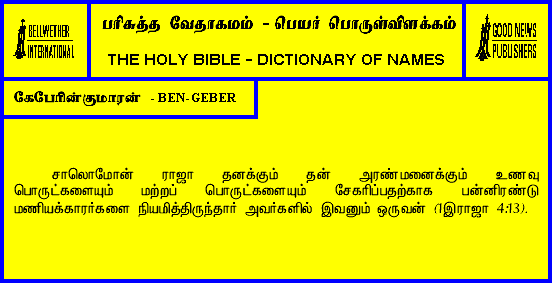 BELLWETHER
INTERNATIONAL
பரிசுத்த வேதாகமம் - பெயர் பொருள்விளக்கம்
THE HOLY BIBLE - DICTIONARY OF NAMES
GOOD NEWS
PUBLISHERS
கேபேரின்குமாரன் - BEN-GEBER
சாலொமோன் ராஜா தனக்கும் தன் அரண்மனைக்கும் உணவு
பொருட்களையும் மற்றப் பொருட்களையும் சேகரிப்பதற்காக பன்னிரண்டு
மணியக்காரர்களை நியமித்திருந்தார் அவர்களில் இவனும் ஒருவன் (1இராஜா 4:13).